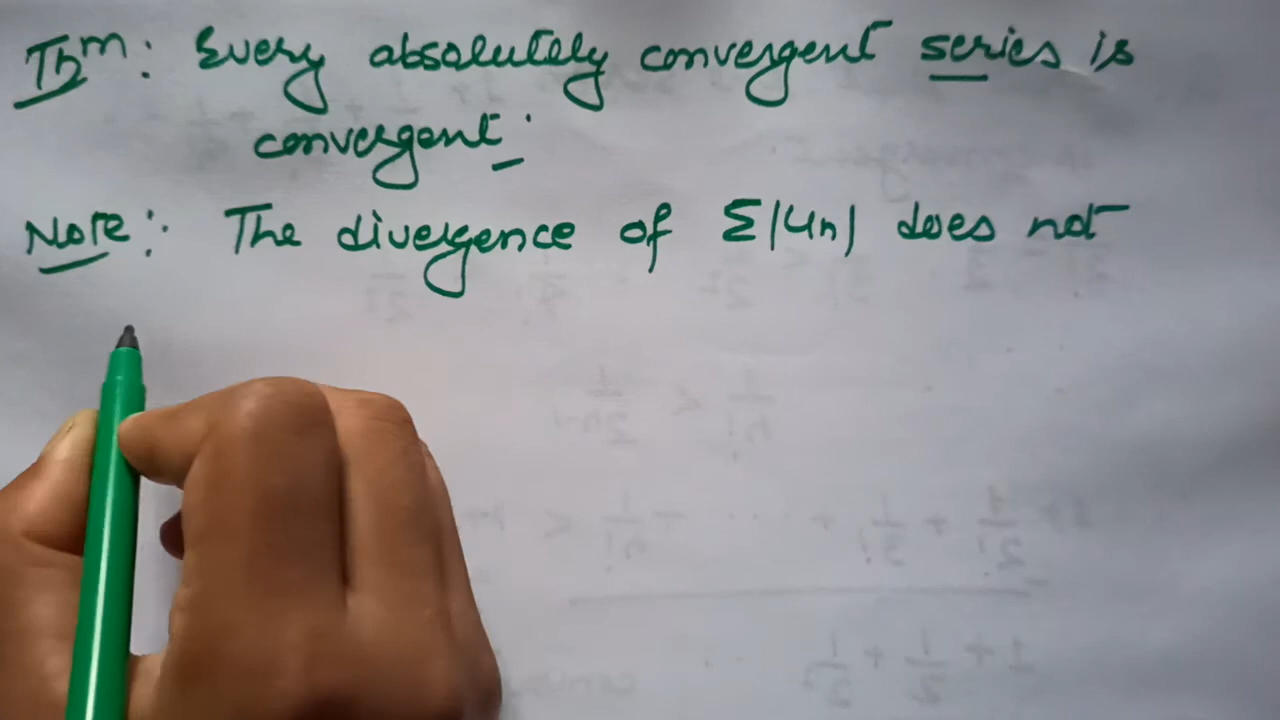 Thm: Every absolutely convergent series is
convergent.
Note: The divergence of Σ|un| does not